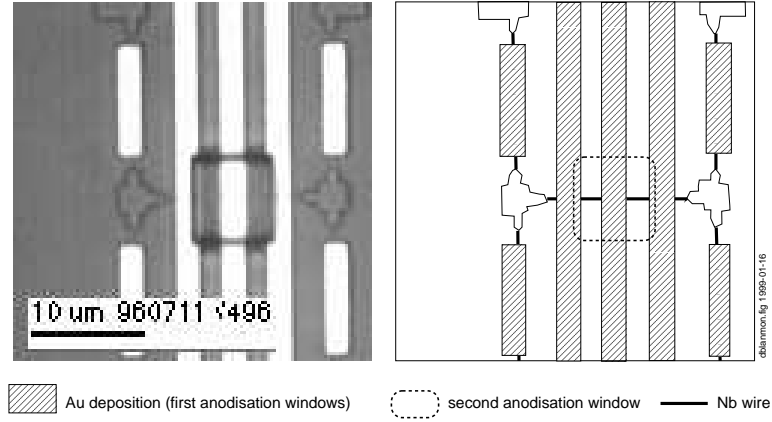 10 um 960711 √496
dblanmon.fig 1999-01-16
Au deposition (first anodisation windows)
second anodisation window
Nb wire